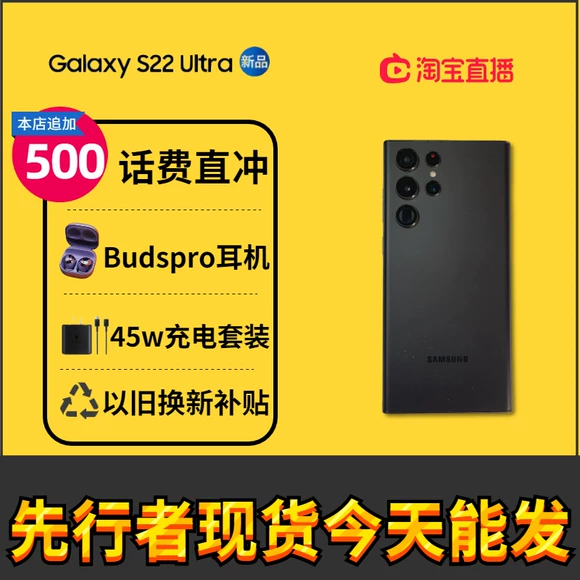 Galaxy S22 Ultra 新品
淘宝直播
本店追加
500 话费直冲
Budspro耳机
45w充电套装
以旧换新补贴
SAMSUNG
先行者现货今天能发